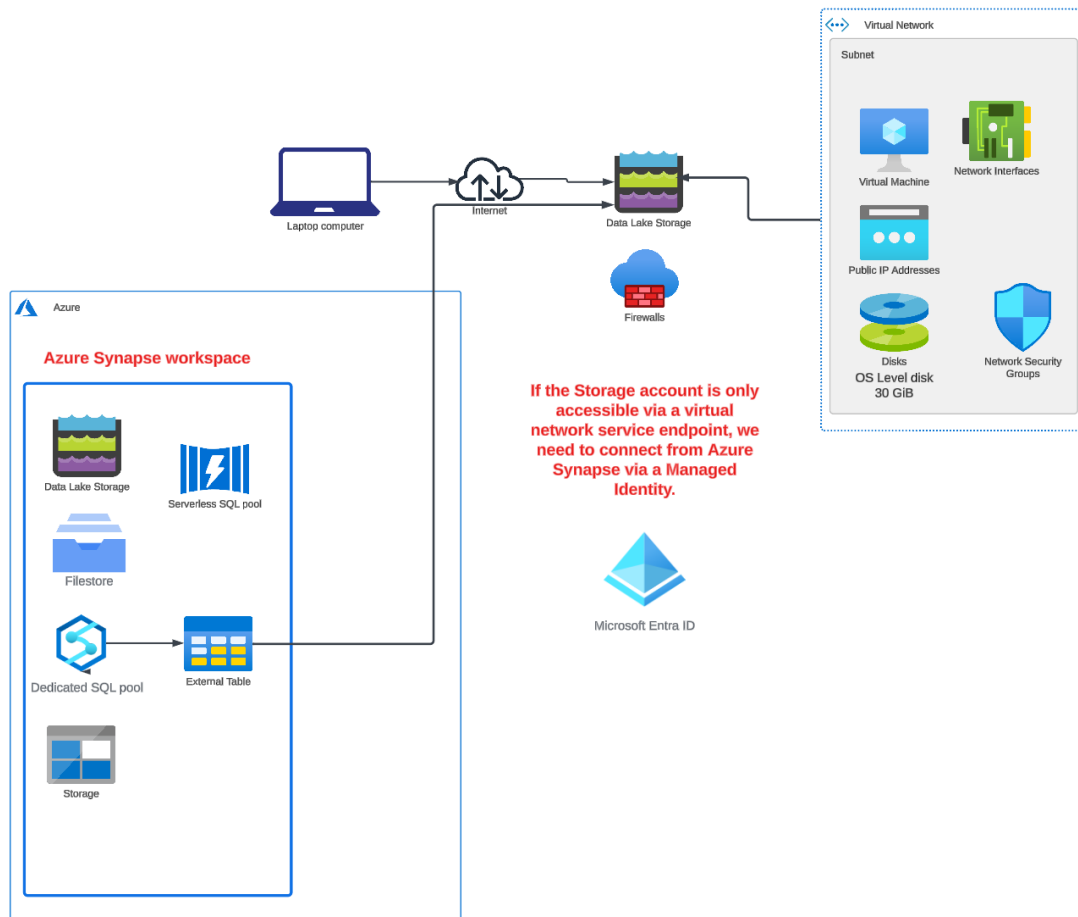 Virtual Network
Subnet
Virtual Machine
Network Interfaces
Laptop computer
Internet
Data Lake Storage
Public IP Addresses
Firewalls
Disks
OS Level disk
30 GiB
Network Security
Groups
Azure
Azure Synapse workspace
If the Storage account is only
accessible via a virtual
network service endpoint, we
need to connect from Azure
Synapse via a Managed
Identity.
Data Lake Storage
Serverless SQL pool
Filestore
Microsoft Entra ID
Dedicated SQL pool
External Table
Storage